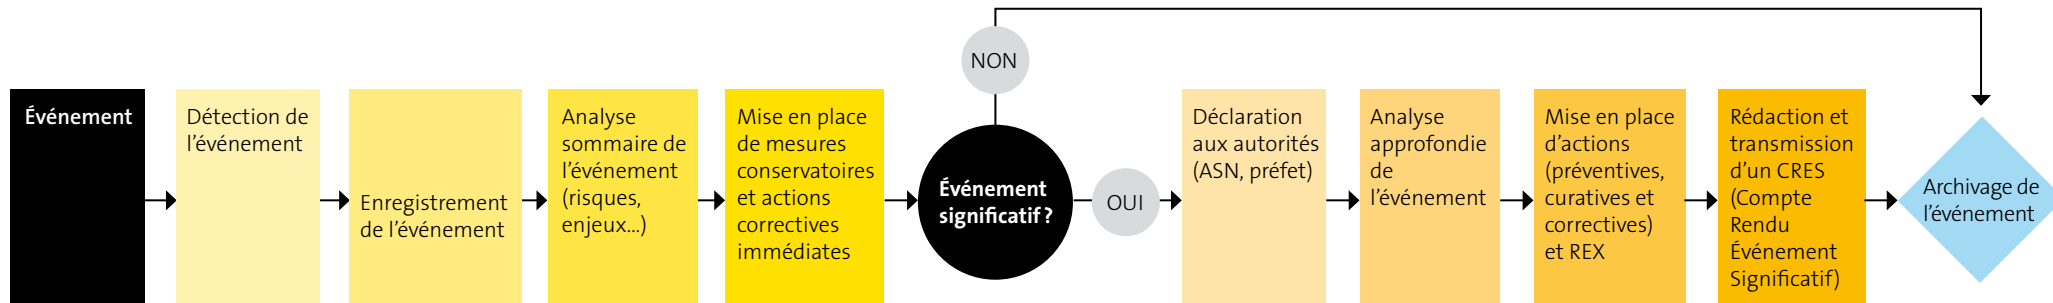 Événement
Détection de
l'événement
Enregistrement
de l'événement
Analyse
sommaire de
l'événement
(risques,
enjeux...)
Mise en place
de mesures
conservatoires
et actions
correctives
immédiates
Événement
significatif ?
NON
OUI
Déclaration
aux autorités
(ASN, préfet)
Analyse
approfondie
de
l'événement
Mise en place
d'actions
(préventives,
curatives et
correctives)
et REX
Rédaction et
transmission
d'un CRES
(Compte
Rendu
Événement
Significatif)
Archivage de
l'événement